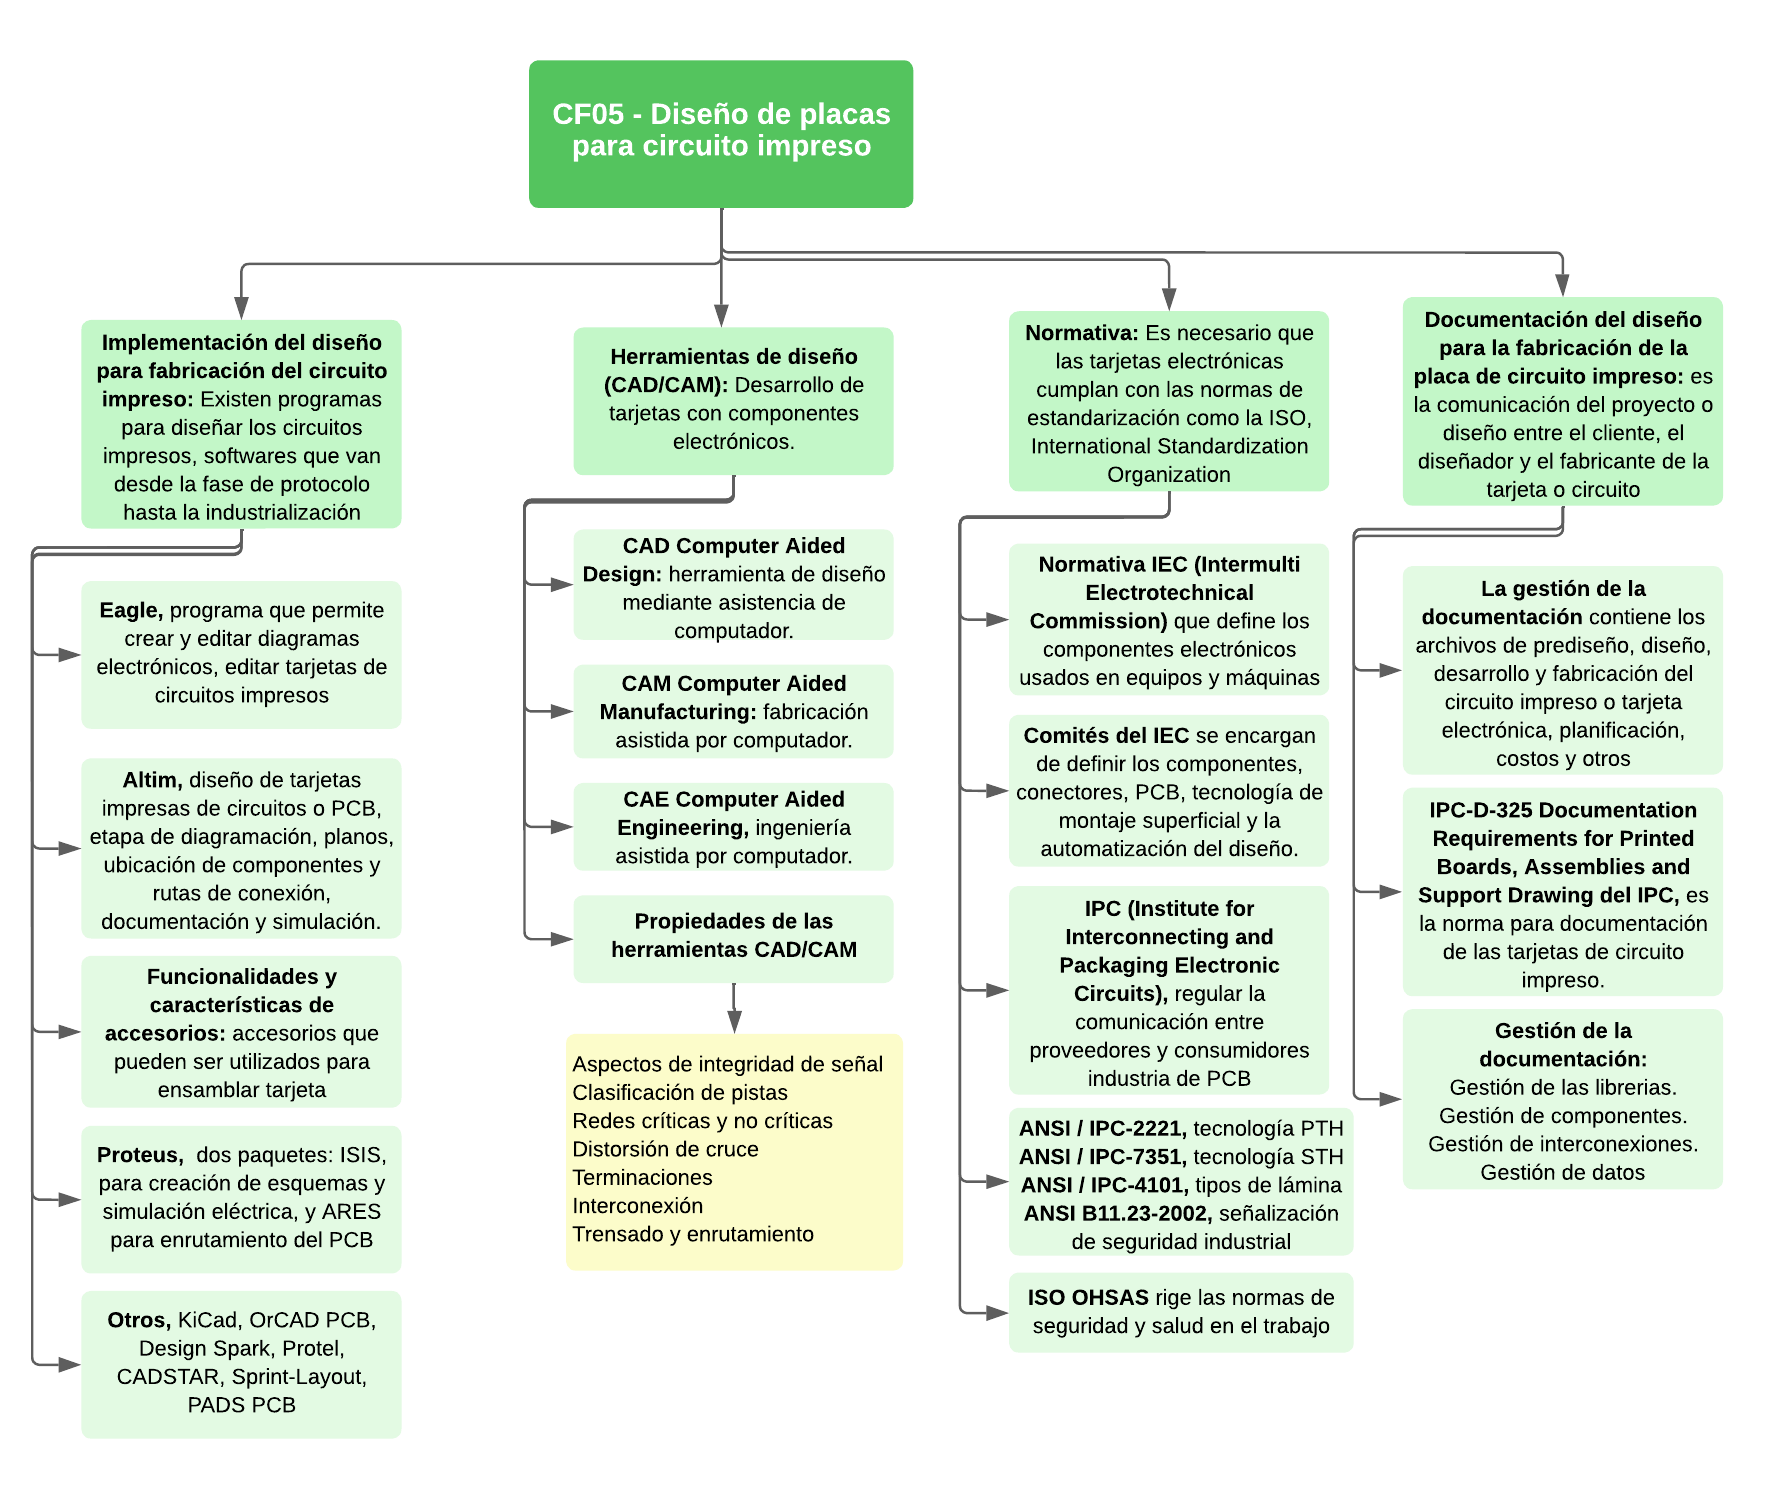 CF05 - Diseño de placas
para circuito impreso
Implementación del diseño
para fabricación del circuito
impreso: Existen programas
para diseñar los circuitos
impresos, softwares que van
desde la fase de protocolo
hasta la industrialización
Eagle, programa que permite
crear y editar diagramas
electrónicos, editar tarjetas de
circuitos impresos
Altim, diseño de tarjetas
impresas de circuitos o PCB,
etapa de diagramación, planos,
ubicación de componentes y
rutas de conexión,
documentación y simulación.
Funcionalidades y
características de
accesorios: accesorios que
pueden ser utilizados para
ensamblar tarjeta
Proteus,  dos paquetes: ISIS,
para creación de esquemas y
simulación eléctrica, y ARES
para enrutamiento del PCB
Otros, KiCad, OrCAD PCB,
Design Spark, Protel,
CADSTAR, Sprint-Layout,
PADS PCB
Herramientas de diseño
(CAD/CAM): Desarrollo de
tarjetas con componentes
electrónicos.
CAD Computer Aided
Design: herramienta de diseño
mediante asistencia de
computador.
CAM Computer Aided
Manufacturing: fabricación
asistida por computador.
CAE Computer Aided
Engineering, ingeniería
asistida por computador.
Propiedades de las
herramientas CAD/CAM
Aspectos de integridad de señal
Clasificación de pistas
Redes críticas y no críticas
Distorsión de cruce
Terminaciones
Interconexión
Trensado y enrutamiento
Normativa: Es necesario que
las tarjetas electrónicas
cumplan con las normas de
estandarización como la ISO,
International Standardization
Organization
Normativa IEC (Intermulti
Electrotechnical
Commission) que define los
componentes electrónicos
usados en equipos y máquinas
Comités del IEC se encargan
de definir los componentes,
conectores, PCB, tecnología de
montaje superficial y la
automatización del diseño.
IPC (Institute for
Interconnecting and
Packaging Electronic
Circuits), regular la
comunicación entre
proveedores y consumidores
industria de PCB
ANSI / IPC-2221, tecnología PTH
ANSI / IPC-7351, tecnología STH
ANSI / IPC-4101, tipos de lámina
ANSI B11.23-2002, señalización
de seguridad industrial
ISO OHSAS rige las normas de
seguridad y salud en el trabajo
Documentación del diseño
para la fabricación de la
placa de circuito impreso: es
la comunicación del proyecto o
diseño entre el cliente, el
diseñador y el fabricante de la
tarjeta o circuito
La gestión de la
documentación contiene los
archivos de prediseño, diseño,
desarrollo y fabricación del
circuito impreso o tarjeta
electrónica, planificación,
costos y otros
IPC-D-325 Documentation
Requirements for Printed
Boards, Assemblies and
Support Drawing del IPC, es
la norma para documentación
de las tarjetas de circuito
impreso.
Gestión de la
documentación:
Gestión de las librerias.
Gestión de componentes.
Gestión de interconexiones.
Gestión de datos